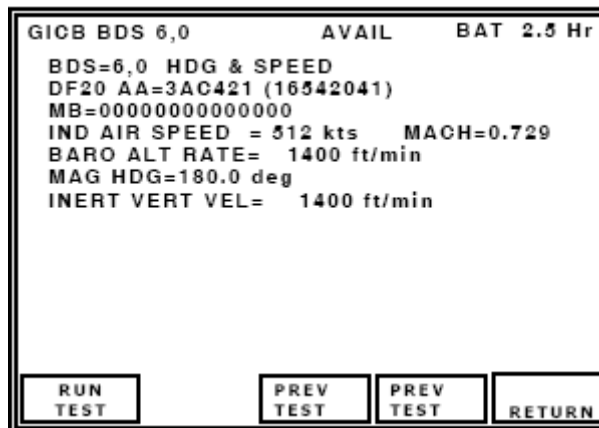 GICB BDS 6,0 AVAIL BAT 2.5 Hr
BDS=6,0 HDG & SPEED
DF20 AA=3AC421 (16542041)
MB=00000000000000
IND AIR SPEED = 512 kts MACH=0.729
BARO ALT RATE= 1400 ft/min
MAG HDG=180.0 deg
INERT VERT VEL= 1400 ft/min
RUN TEST
PREV TEST
PREV TEST
RETURN